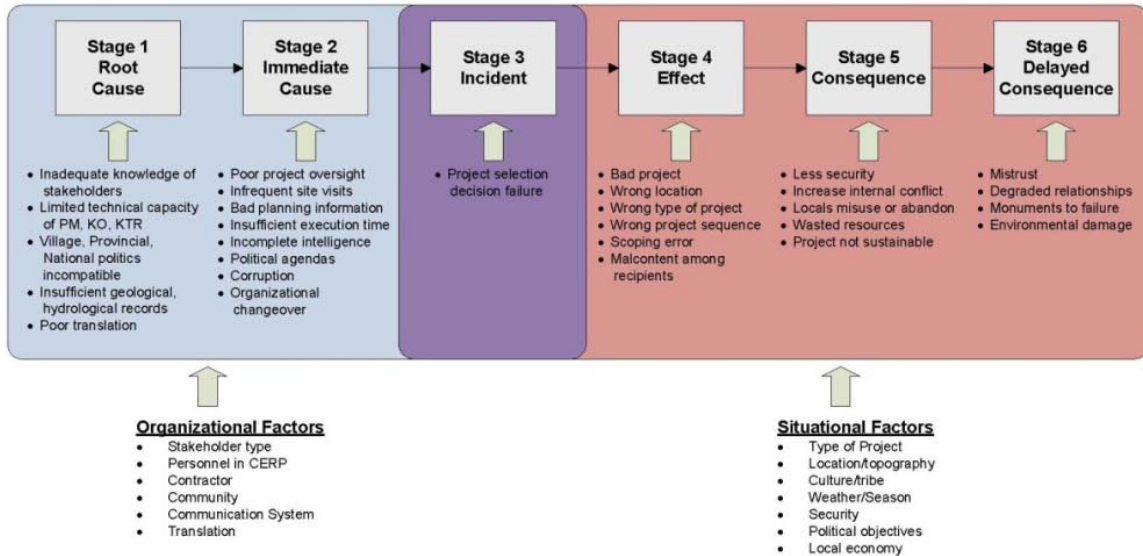 Stage 1
Root
Cause
Stage 2
Immediate
Cause
Stage 3
Incident
Stage 4
Effect
Stage 5
Consequence
Stage 6
Delayed
Consequence
• Inadequate knowledge of
stakeholders
• Limited technical capacity
of PM, KO, KTR
• Village, Provincial,
National politics
incompatible
• Insufficient geological,
hydrological records
• Poor translation
• Poor project oversight
• Infrequent site visits
• Bad planning information
• Insufficient execution time
• Incomplete intelligence
• Political agendas
• Corruption
• Organizational
changeover
• Project selection
decision failure
• Bad project
• Wrong location
• Wrong type of project
• Wrong project sequence
• Scoping error
• Malcontent among
recipients
• Less security
• Increase internal conflict
• Locals misuse or abandon
• Wasted resources
• Project not sustainable
• Mistrust
• Degraded relationships
• Monuments to failure
• Environmental damage
Organizational Factors
• Stakeholder type
• Personnel in CERP
• Contractor
• Community
• Communication System
• Translation
Situational Factors
• Type of Project
• Location/topography
• Culture/tribe
• Weather/Season
• Security
• Political objectives
• Local economy